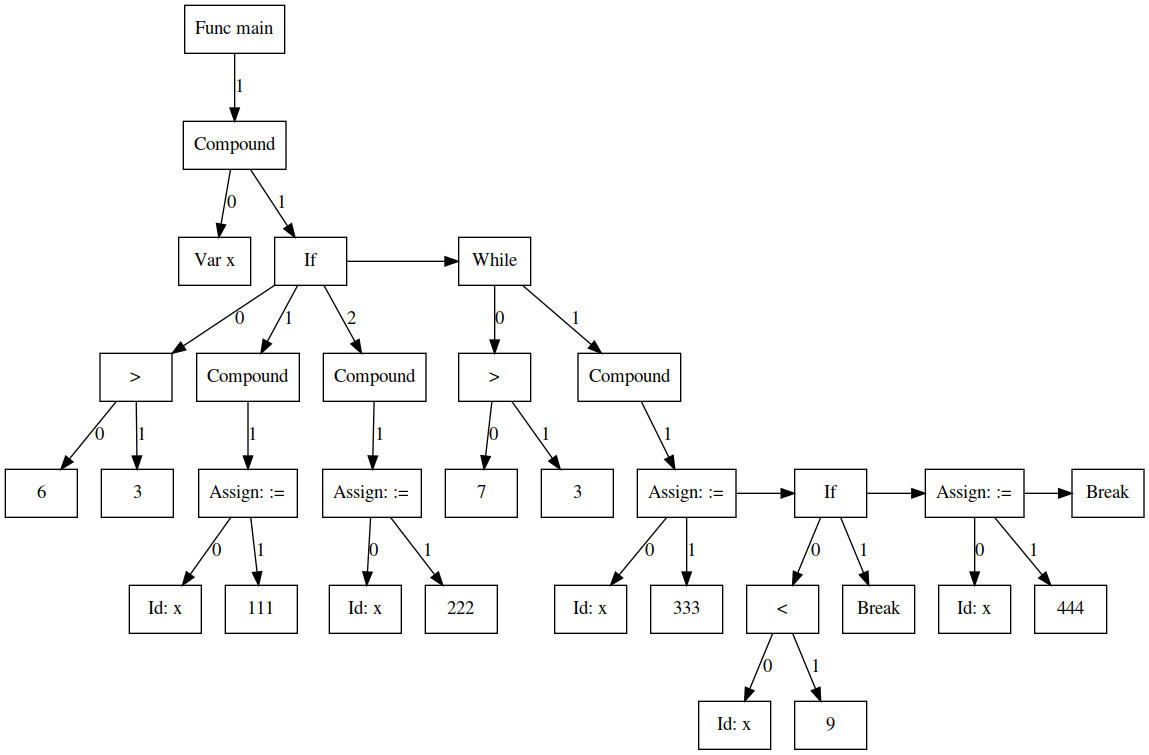 Func main
1
Compound
0
1
Var x
If
While
0
1
2
0
1
>
Compound
Compound
>
Compound
0
1
1
1
0
1
1
6
3
Assign: :=
Assign: :=
7
3
Assign: :=
If
Assign: :=
Break
0
1
0
1
0
1
0
1
0
1
Id: x
111
Id: x
222
Id: x
333
<
Break
Id: x
444
0
1
Id: x
9